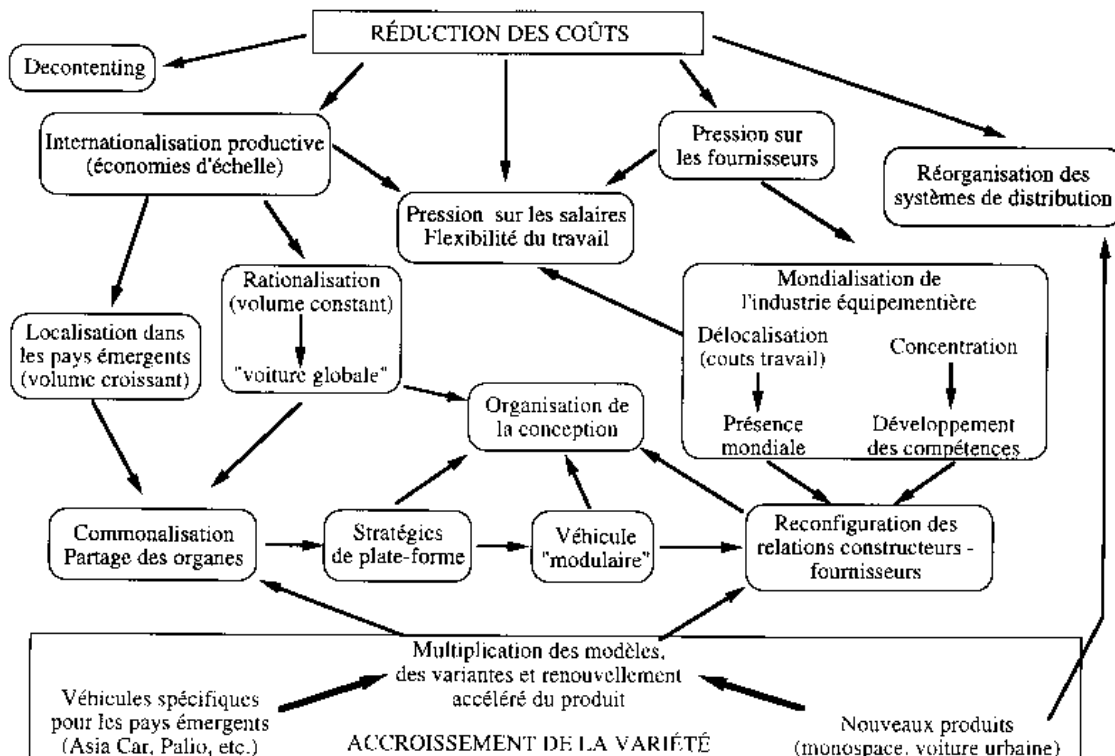 RÉDUCTION DES COÛTS
Decontenting
Internationalisation productive
(économies d'échelle)
Pression sur
les fournisseurs
Réorganisation des
systèmes de distribution
Pression sur les salaires
Flexibilité du travail
Rationalisation
(volume constant)
"voiture globale"
Localisation dans
les pays émergents
(volume croissant)
Mondialisation de
l'industrie équipementière
Délocalisation
(couts travail)
Concentration
Présence
mondiale
Développement
des compétences
Organisation de
la conception
Commonalisation
Partage des organes
Stratégies
de plate-forme
Véhicule
"modulaire"
Reconfiguration des
relations constructeurs -
fournisseurs
Multiplication des modèles,
des variantes et renouvellement
accéléré du produit
Véhicules spécifiques
pour les pays émergents
(Asia Car, Palio, etc.)
Nouveaux produits
(monospace, voiture urbaine)
ACCROISSEMENT DE LA VARIÉTÉ